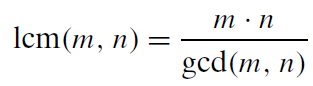 lcm(m, n) = m · n / gcd(m, n)